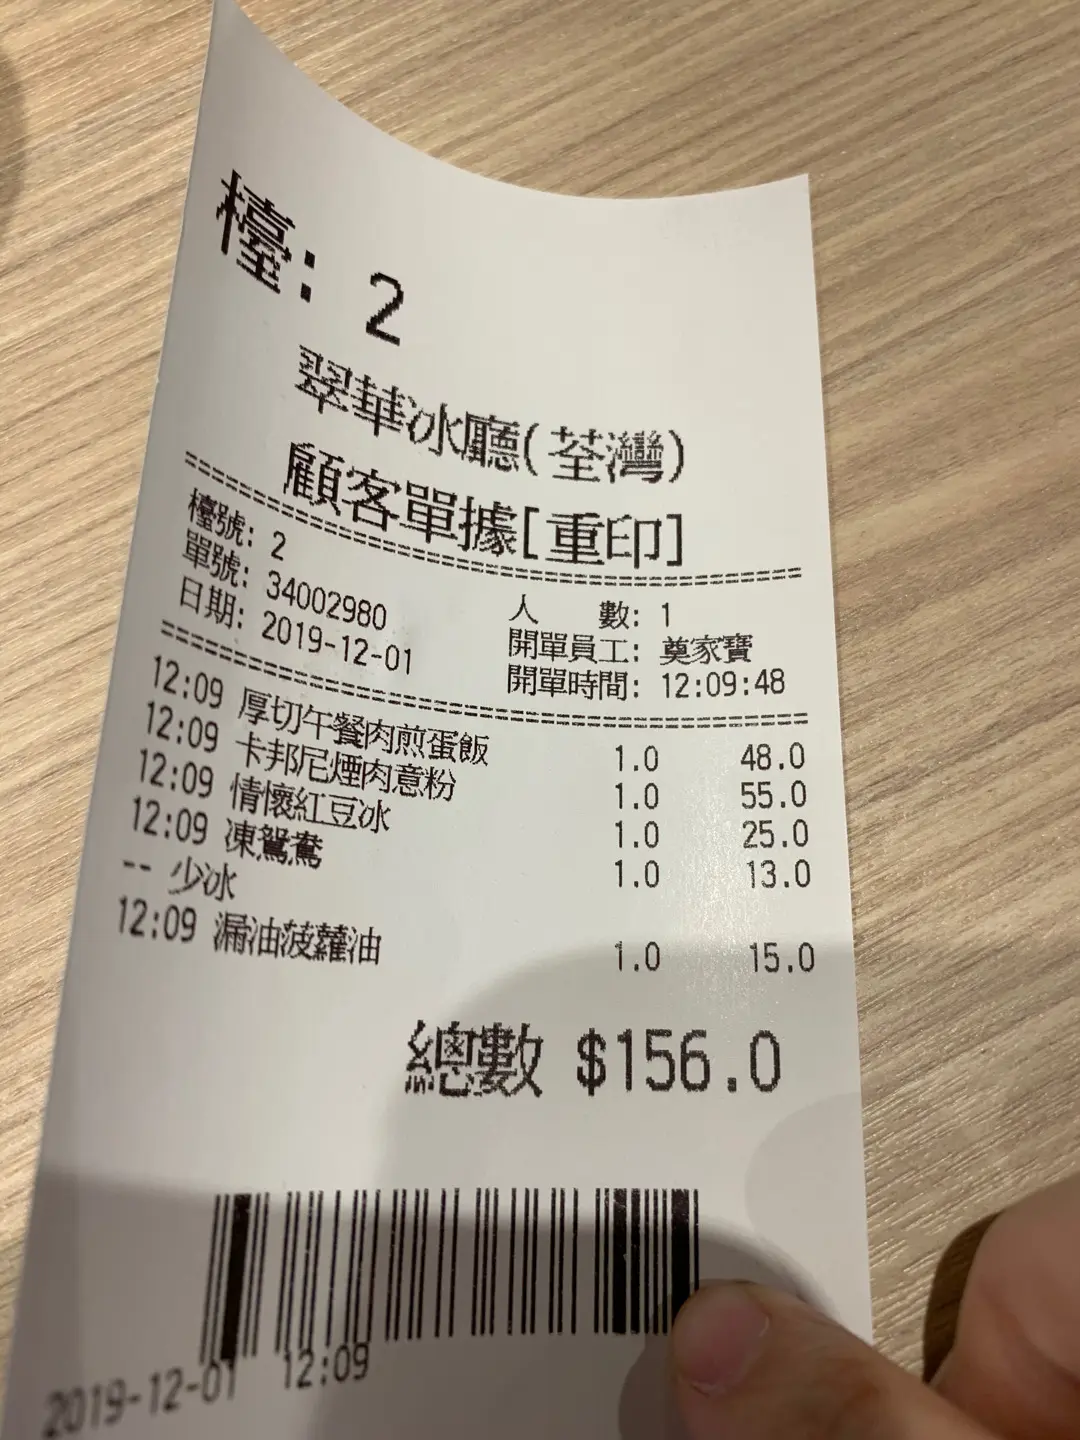 檯: 2
翠華冰廳(荃灣)
顧客單據[重印]
檯號: 2 人 數: 1
單號: 34002980 開單員工: 奠家寶
日期: 2019-12-01 開單時間: 12:09:48
12:09 厚切午餐肉煎蛋飯 1.0 48.0
12:09 卡邦尼煙肉意粉 1.0 55.0
12:09 情懷紅豆冰 1.0 25.0
12:09 凍鴛鴦 1.0 13.0
-- 少冰
12:09 漏油菠蘿油 1.0 15.0
總數 $156.0
2019-12-01 12:09